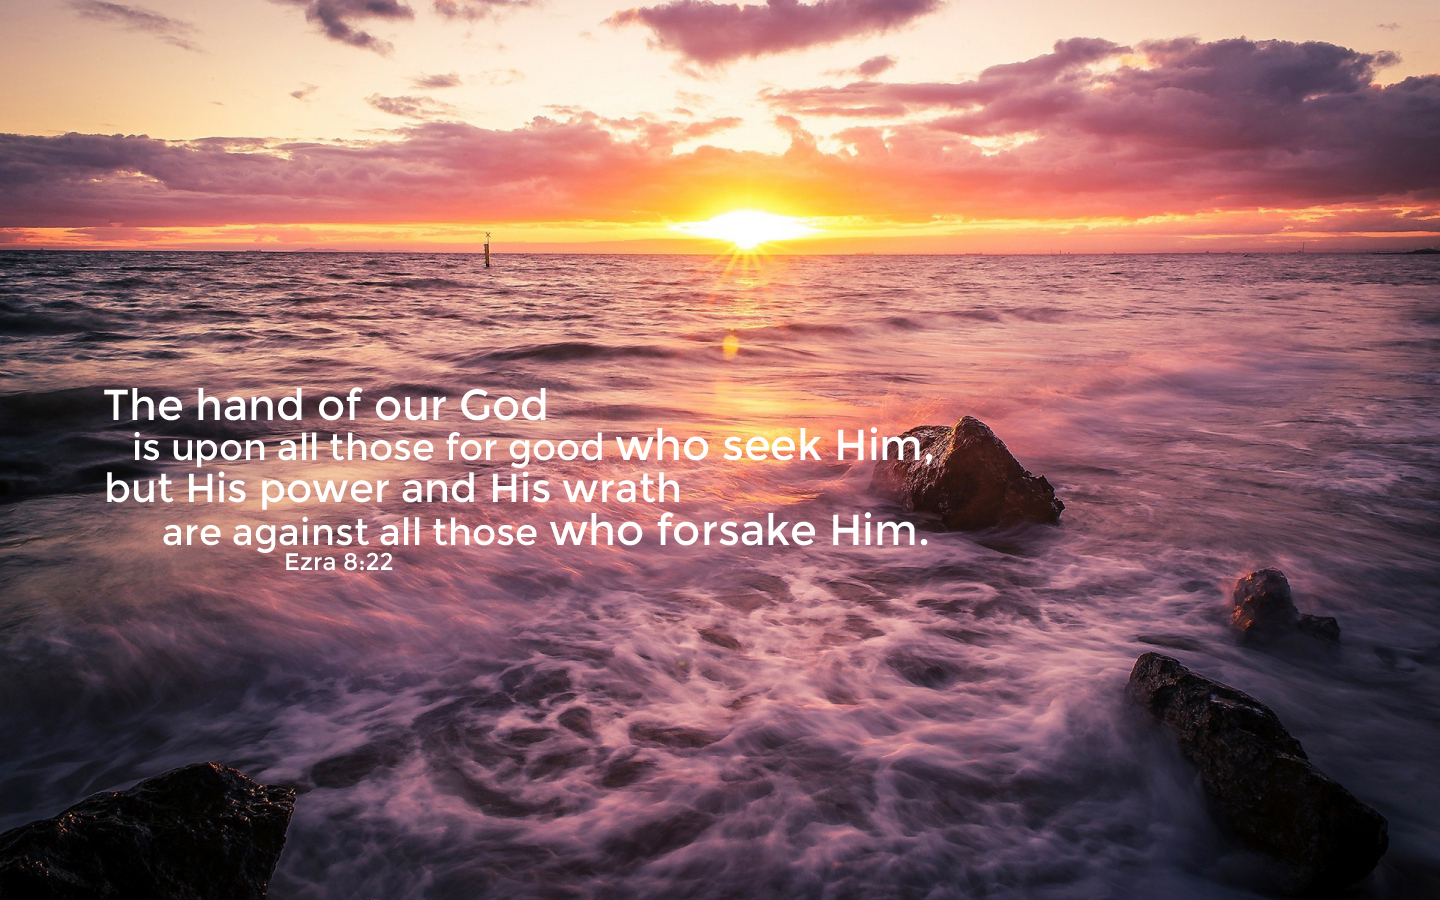 The hand of our God
is upon all those for good who seek Him,
but His power and His wrath
are against all those who forsake Him.
Ezra 8:22